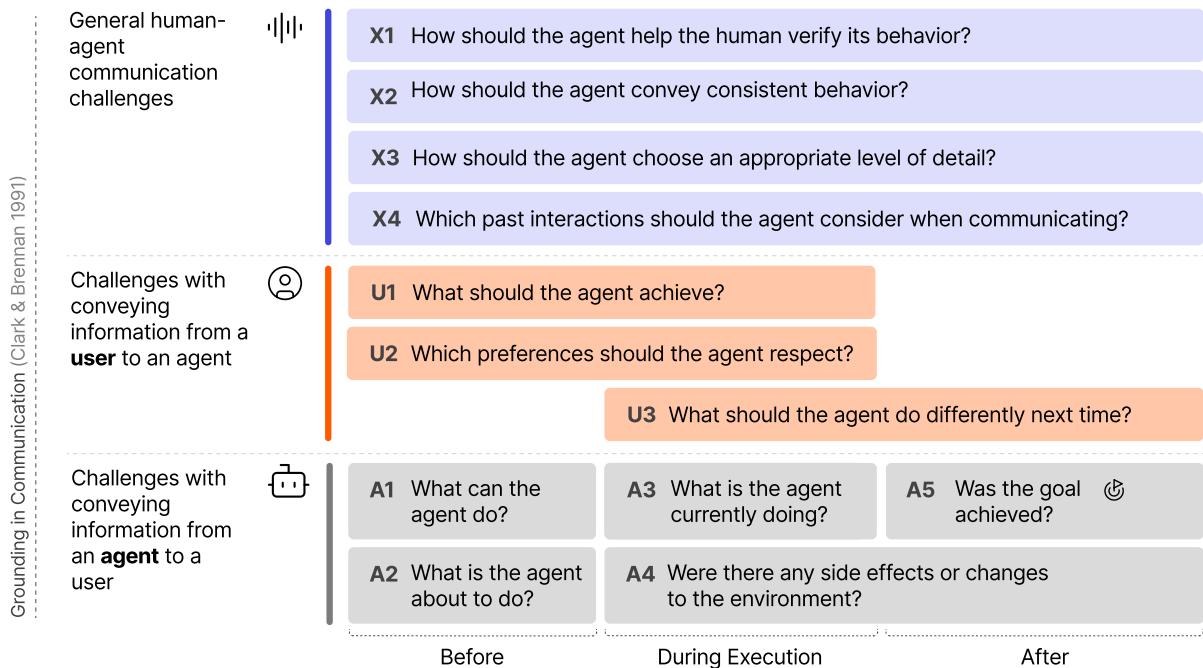 Grounding in Communication (Clark & Brennan 1991)
General human-
agent
communication
challenges
X1 How should the agent help the human verify its behavior?
X2 How should the agent convey consistent behavior?
X3 How should the agent choose an appropriate level of detail?
X4 Which past interactions should the agent consider when communicating?
Challenges with
conveying
information from a
user to an agent
U1 What should the agent achieve?
U2 Which preferences should the agent respect?
U3 What should the agent do differently next time?
Challenges with
conveying
information from
an agent to a
user
A1 What can the
agent do?
A3 What is the agent
currently doing?
A5 Was the goal
achieved?
A2 What is the agent
about to do?
A4 Were there any side effects or changes
to the environment?
Before
During Execution
After